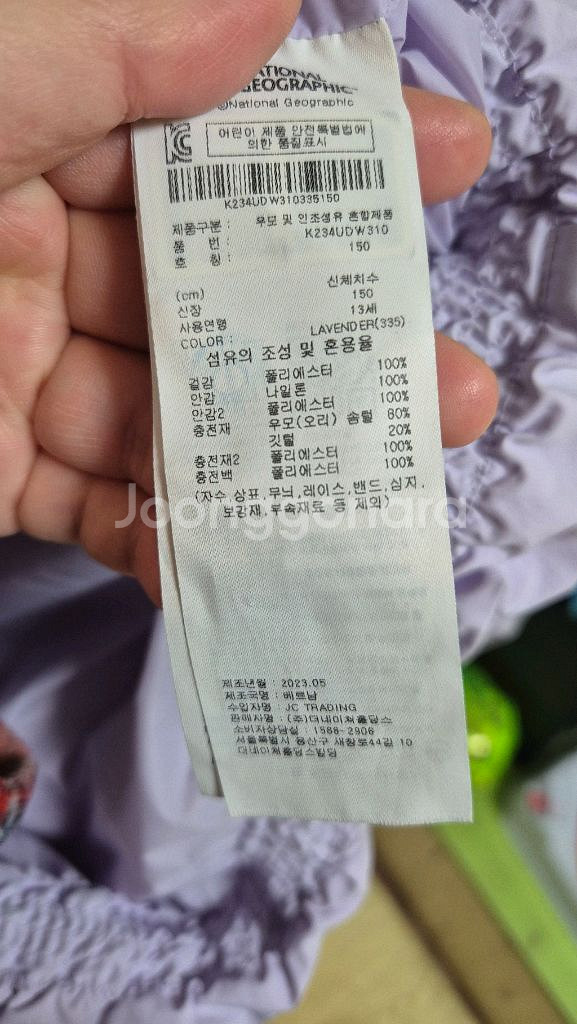 NATIONAL
GEOGRAPHIC™
©National Geographic
KC
어린이 제품 안전특별법에
의한 품질표시
K234UDW310335150
제품구분 : 우모 및 인조섬유 혼합제품
품 번 : K234UDW310
호 칭 : 150
(cm) 신체치수
신장 150
사용연령 13세
COLOR : LAVENDER(335)
섬유의 조성 및 혼용율
겉감 폴리에스터 100%
안감 나일론 100%
안감2 폴리에스터 100%
충전재 우모(오리) 솜털 80%
깃털 20%
충전재2 폴리에스터 100%
충전백 폴리에스터 100%
(자수,상표,무늬,레이스,밴드,심지,
보강재,부속재료 등 제외)
Joonggonara
제조년월 : 2023.05
제조국명 : 베트남
수입자명 : JC TRADING
판매자명 : (주)더네이쳐홀딩스
소비자상담실 : 1588-2906
서울특별시 용산구 새창로44길 10
더네이쳐홀딩스빌딩